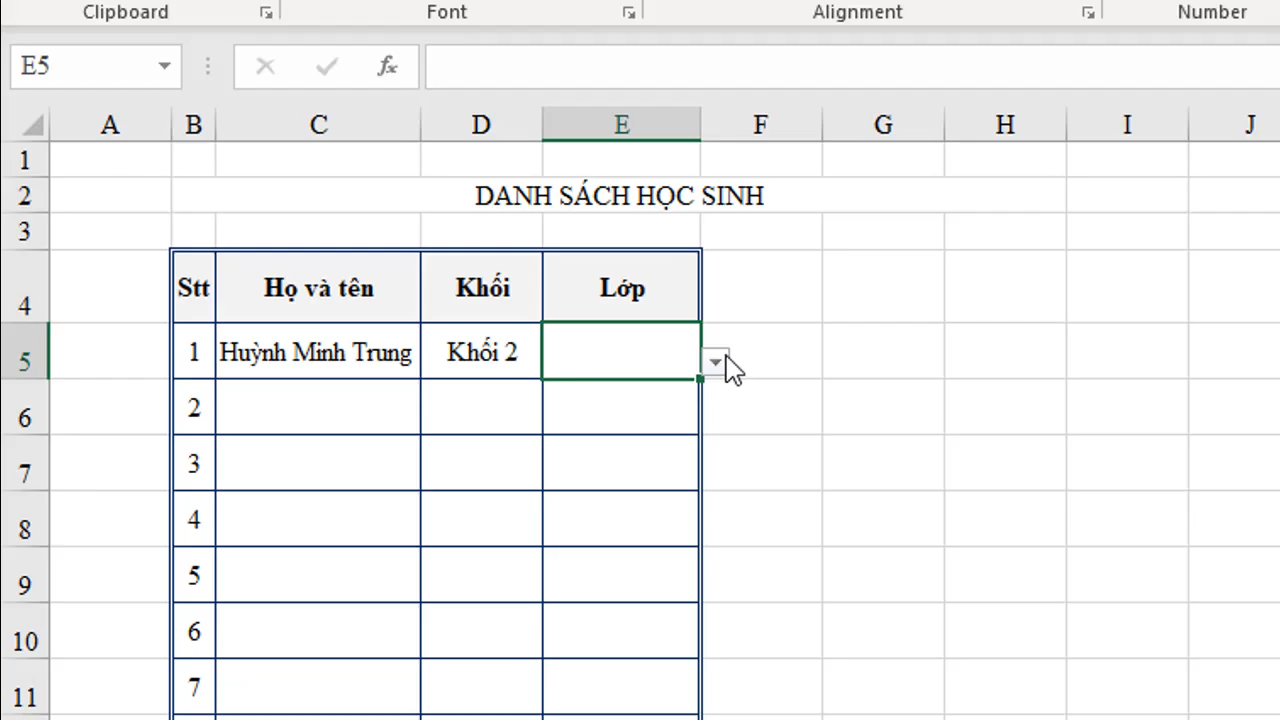 Clipboard Font Alignment Number
E5 fx
A B C D E F G H I J
1
2 DANH SÁCH HỌC SINH
3
4 Stt Họ và tên Khối Lớp
5 1 Huỳnh Minh Trung Khối 2
6 2
7 3
8 4
9 5
10 6
11 7